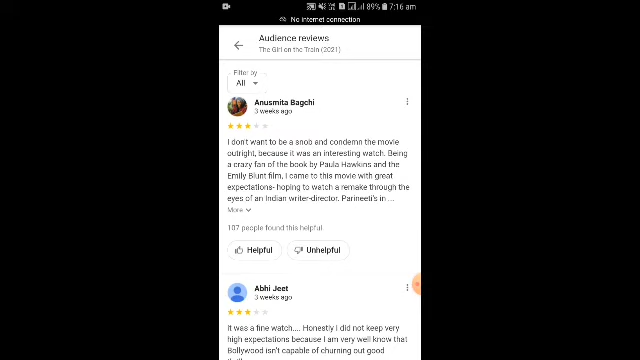 89% 7:16 am
No internet connection
Audience reviews
The Girl on the Train (2021)
Filter by
All
Anusmita Bagchi
3 weeks ago
I don't want to be a snob and condemn the movie
outright, because it was an interesting watch. Being
a crazy fan of the book by Paula Hawkins and
the Emily Blunt film, I came to this movie with great
expectations- hoping to watch a remake through the
eyes of an Indian writer-director. Parineeti's in ...
More
107 people found this helpful
Helpful
Unhelpful
Abhi Jeet
3 weeks ago
It was a fine watch.... Honestly I did not keep very
high expectations because I am very well know that
Bollywood isn't capable of churning out good